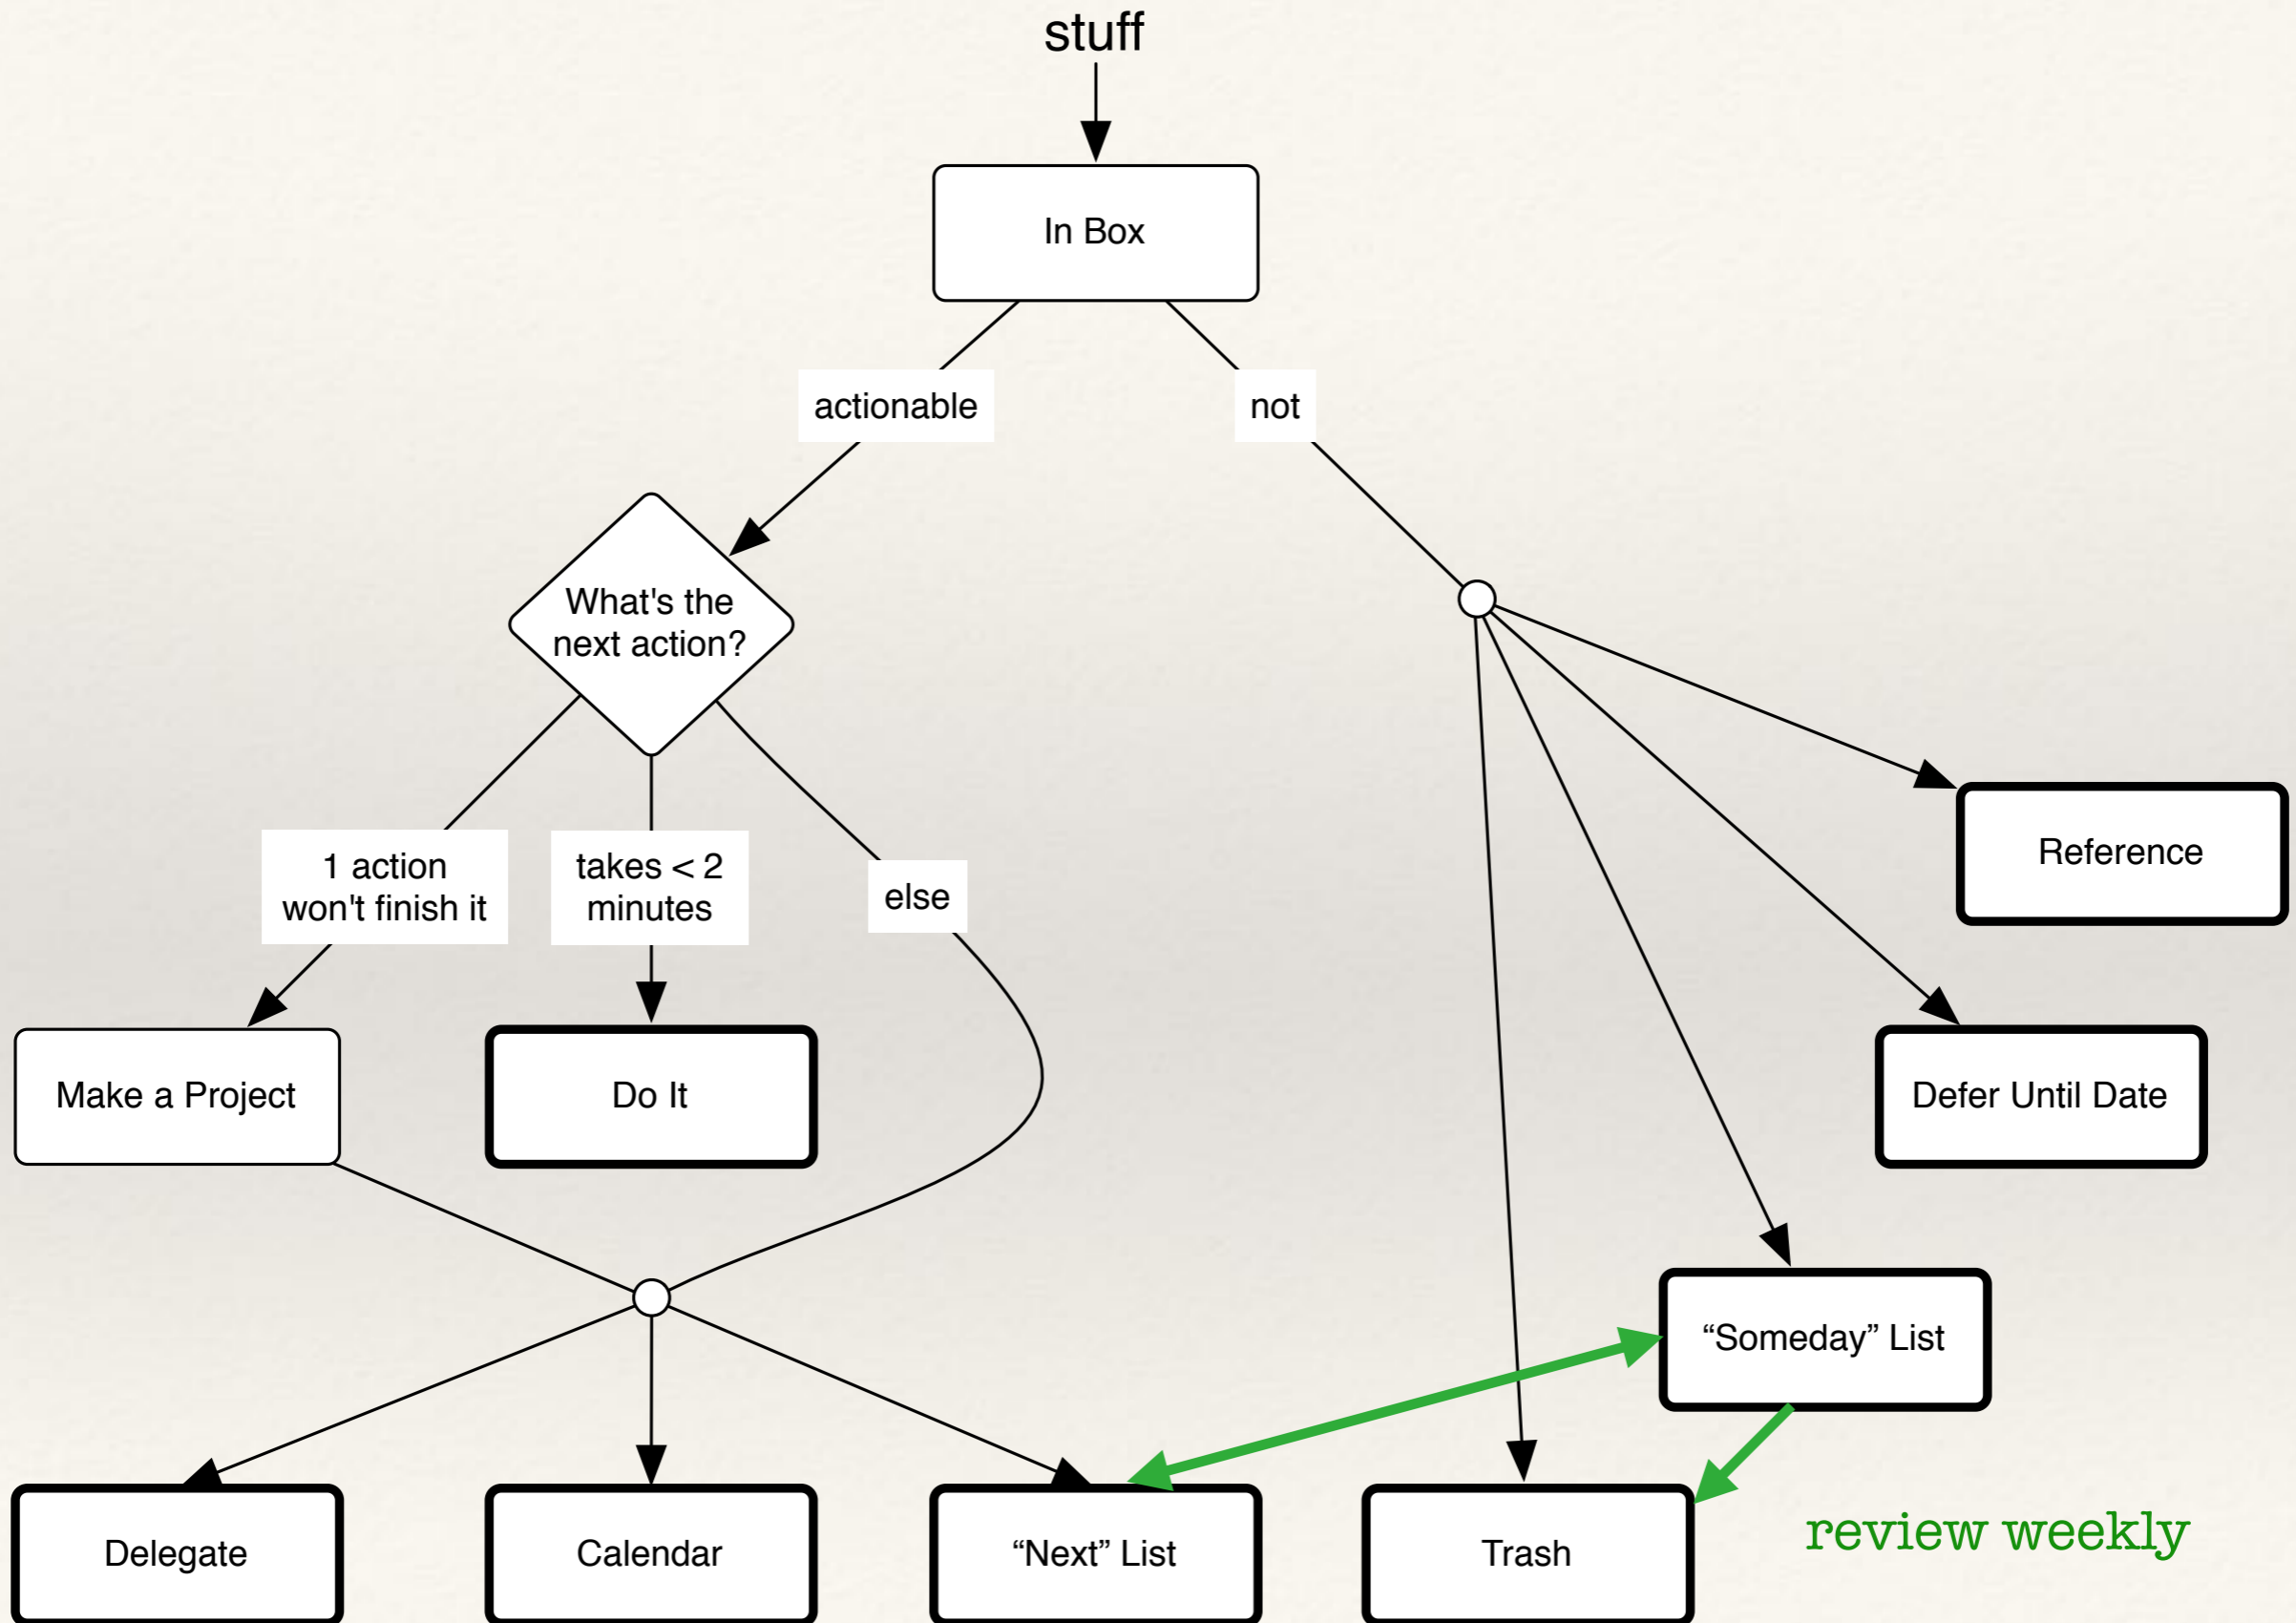 stuff
In Box
actionable
not
What's the
next action?
1 action
won't finish it
takes < 2
minutes
else
Reference
Make a Project
Do It
Defer Until Date
“Someday” List
Delegate
Calendar
“Next” List
Trash
review weekly